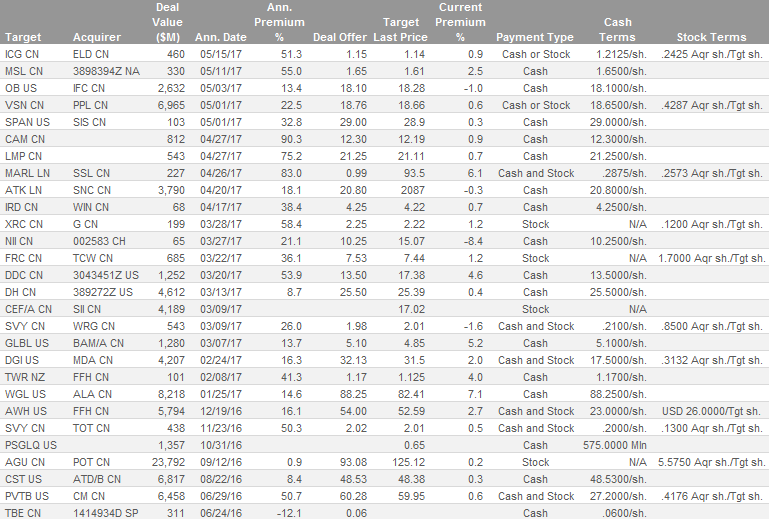 Deal Ann. Current
Value Premium Target Premium Cash
Target Acquirer ($M) Ann. Date % Deal Offer Last Price % Payment Type Terms Stock Terms
ICG CN ELD CN 460 05/15/17 51.3 1.15 1.14 0.9 Cash or Stock 1.2125/sh. .2425 Aqr sh./Tgt sh.
MSL CN 3898394Z NA 330 05/11/17 55.0 1.65 1.61 2.5 Cash 1.6500/sh.
OB US IFC CN 2,632 05/03/17 13.4 18.10 18.28 -1.0 Cash 18.1000/sh.
VSN CN PPL CN 6,965 05/01/17 22.5 18.76 18.66 0.6 Cash or Stock 18.6500/sh. .4287 Aqr sh./Tgt sh.
SPAN US SIS CN 103 05/01/17 32.8 29.00 28.9 0.3 Cash 29.0000/sh.
CAM CN 812 04/27/17 90.3 12.30 12.19 0.9 Cash 12.3000/sh.
LMP CN 543 04/27/17 75.2 21.25 21.11 0.7 Cash 21.2500/sh.
MARL LN SSL CN 227 04/26/17 83.0 0.99 93.5 6.1 Cash and Stock .2875/sh. .2573 Aqr sh./Tgt sh.
ATK LN SNC CN 3,790 04/20/17 18.1 20.80 2087 -0.3 Cash 20.8000/sh.
IRD CN WIN CN 68 04/17/17 38.4 4.25 4.22 0.7 Cash 4.2500/sh.
XRC CN G CN 199 03/28/17 58.4 2.25 2.22 1.2 Stock N/A .1200 Aqr sh./Tgt sh.
NII CN 002583 CH 65 03/27/17 21.1 10.25 15.07 -8.4 Cash 10.2500/sh.
FRC CN TCW CN 685 03/22/17 36.1 7.53 7.44 1.2 Stock N/A 1.7000 Aqr sh./Tgt sh.
DDC CN 3043451Z US 1,252 03/20/17 53.9 13.50 17.38 4.6 Cash 13.5000/sh.
DH CN 389272Z US 4,612 03/13/17 8.7 25.50 25.39 0.4 Cash 25.5000/sh.
CEF/A CN SII CN 4,189 03/09/17 17.02 Stock N/A
SVY CN WRG CN 543 03/09/17 26.0 1.98 2.01 -1.6 Cash and Stock .2100/sh. .8500 Aqr sh./Tgt sh.
GLBL US BAM/A CN 1,280 03/07/17 13.7 5.10 4.85 5.2 Cash 5.1000/sh.
DGI US MDA CN 4,207 02/24/17 16.3 32.13 31.5 2.0 Cash and Stock 17.5000/sh. .3132 Aqr sh./Tgt sh.
TWR NZ FFH CN 101 02/08/17 41.3 1.17 1.125 4.0 Cash 1.1700/sh.
WGL US ALA CN 8,218 01/25/17 14.6 88.25 82.41 7.1 Cash 88.2500/sh.
AWH US FFH CN 5,794 12/19/16 16.1 54.00 52.59 2.7 Cash and Stock 23.0000/sh. USD 26.0000/Tgt sh.
SVY CN TOT CN 438 11/23/16 50.3 2.02 2.01 0.5 Cash and Stock .2000/sh. .1300 Aqr sh./Tgt sh.
PSGLQ US 1,357 10/31/16 0.65 Cash 575.0000 Mln
AGU CN POT CN 23,792 09/12/16 0.9 93.08 125.12 0.2 Stock N/A 5.5750 Aqr sh./Tgt sh.
CST US ATD/B CN 6,817 08/22/16 8.4 48.53 48.38 0.3 Cash 48.5300/sh.
PVTB US CM CN 6,458 06/29/16 50.7 60.28 59.95 0.6 Cash and Stock 27.2000/sh. .4176 Aqr sh./Tgt sh.
TBE CN 1414934D SP 311 06/24/16 -12.1 0.06 Cash .0600/sh.